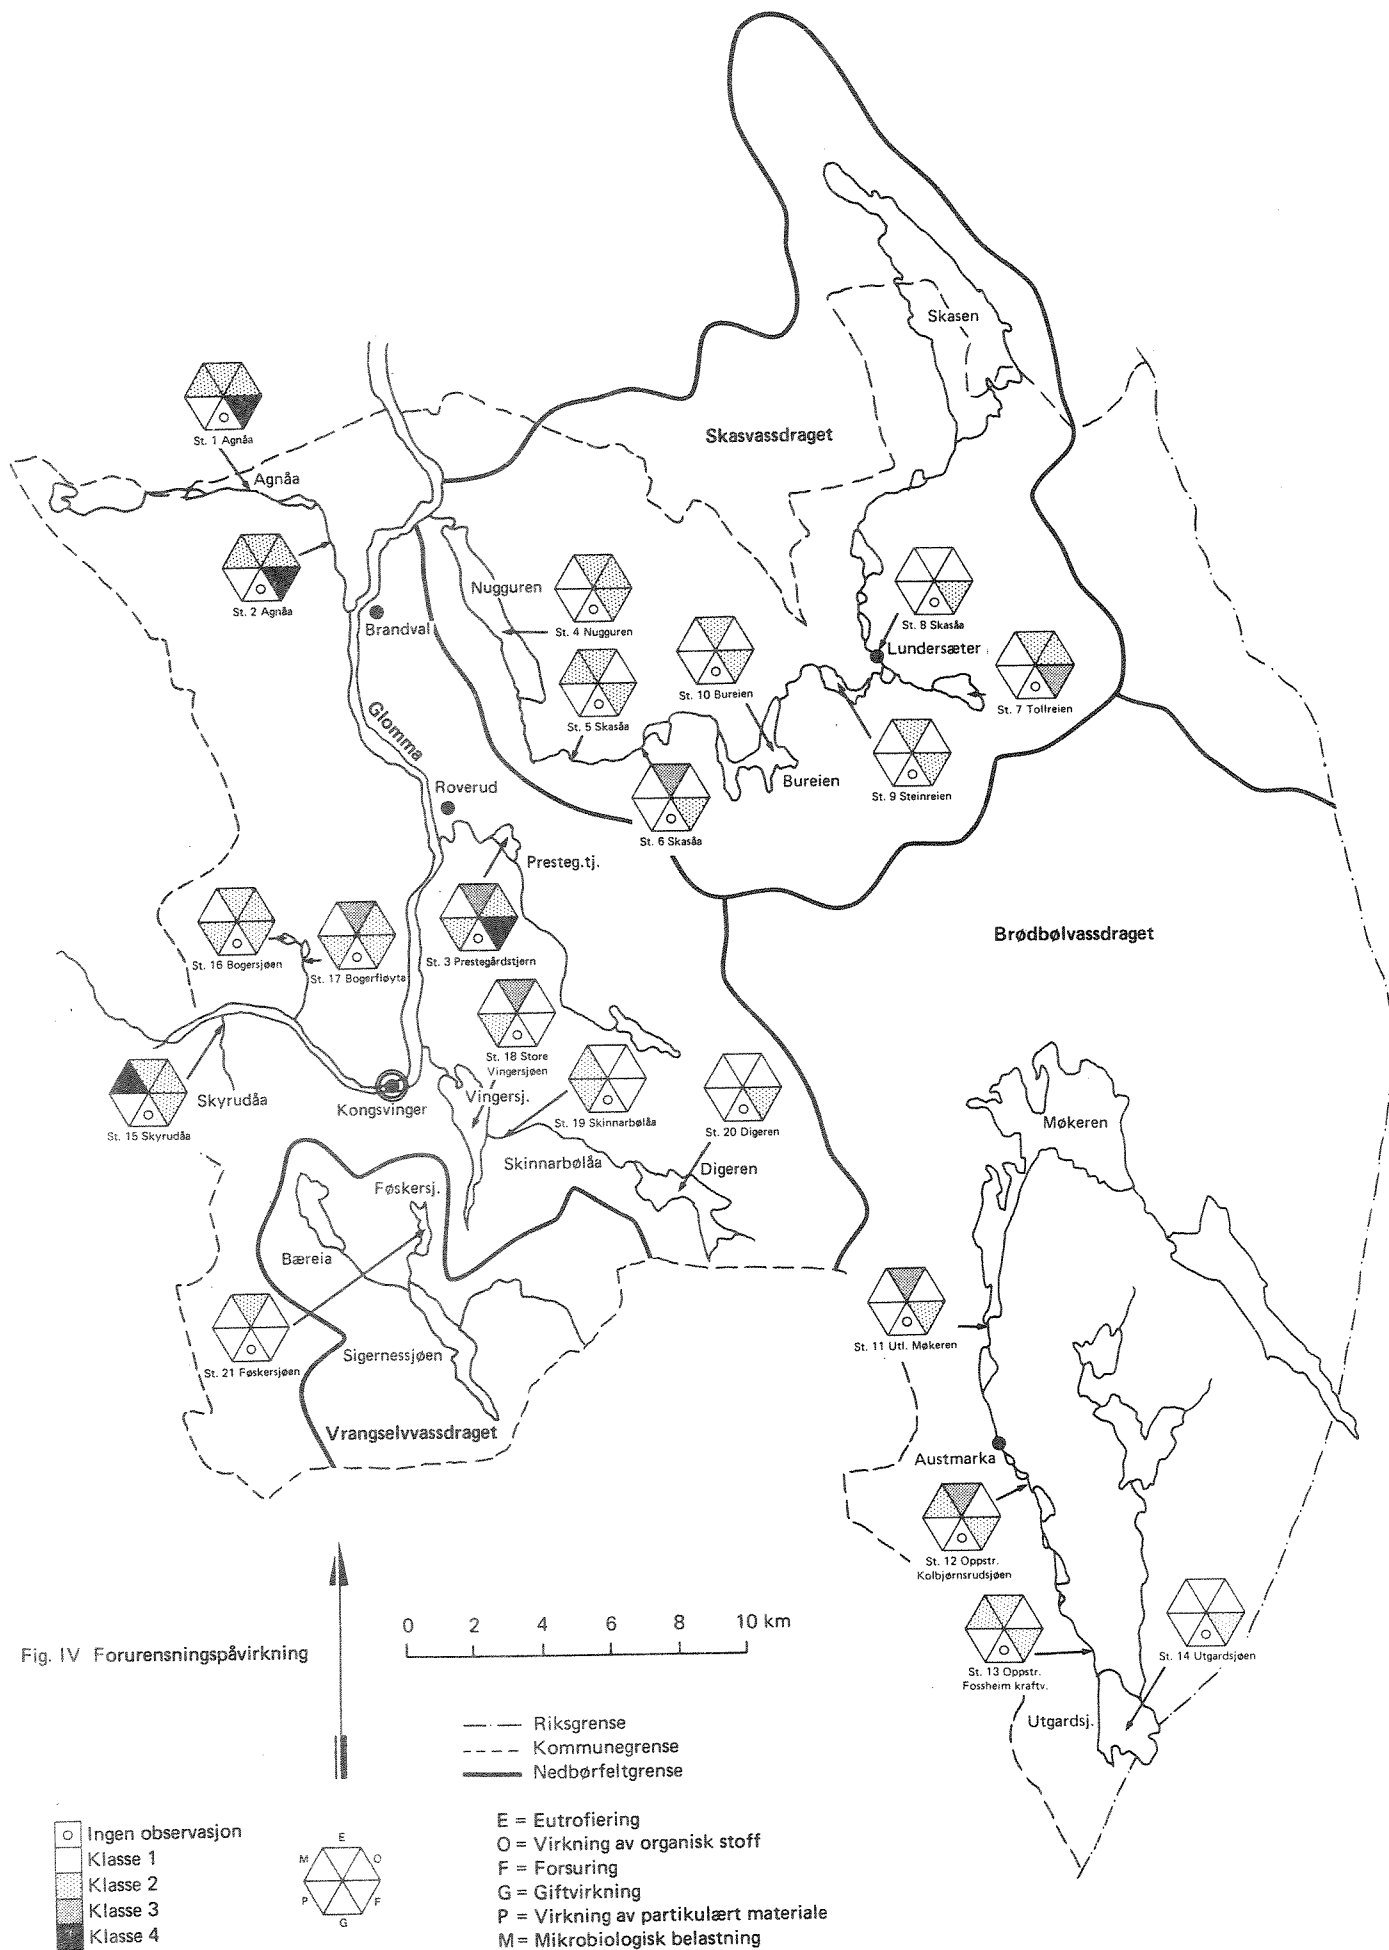 Skasen
Skasvassdraget
St. 1 Agnåa
Agnåa
St. 2 Agnåa
Nugguren
St. 4 Nugguren
Brandval
St. 8 Skasåa
Lundersæter
St. 10 Bureien
St. 5 Skasåa
St. 7 Tollreien
Glomma
Bureien
St. 9 Steinreien
Roverud
St. 6 Skasåa
Presteg.tj.
Brødbølvassdraget
St. 16 Bogersjøen
St. 17 Bogerfløyta
St. 3 Prestegårdstjern
St. 18 Store
Vingersjøen
Skyrudåa
Kongsvinger
Vingersj.
St. 19 Skinnarbølåa
St. 20 Digeren
St. 15 Skyrudåa
Møkeren
Skinnarbølåa
Digeren
Føskersj.
Bæreia
St. 21 Føskersjøen
Sigernessjøen
St. 11 Utl. Møkeren
Vrangselvvassdraget
Austmarka
St. 12 Oppstr.
Kolbjørnsrudsjøen
St. 13 Oppstr.
Fossheim kraftv.
St. 14 Utgardsjøen
Utgardsj.
Fig. IV Forurensningspåvirkning
0 2 4 6 8 10 km
Riksgrense
Kommunegrense
Nedbørfeltgrense
Ingen observasjon
Klasse 1
Klasse 2
Klasse 3
Klasse 4
E
M O
P F
G
E = Eutrofiering
O = Virkning av organisk stoff
F = Forsuring
G = Giftvirkning
P = Virkning av partikulært materiale
M = Mikrobiologisk belastning